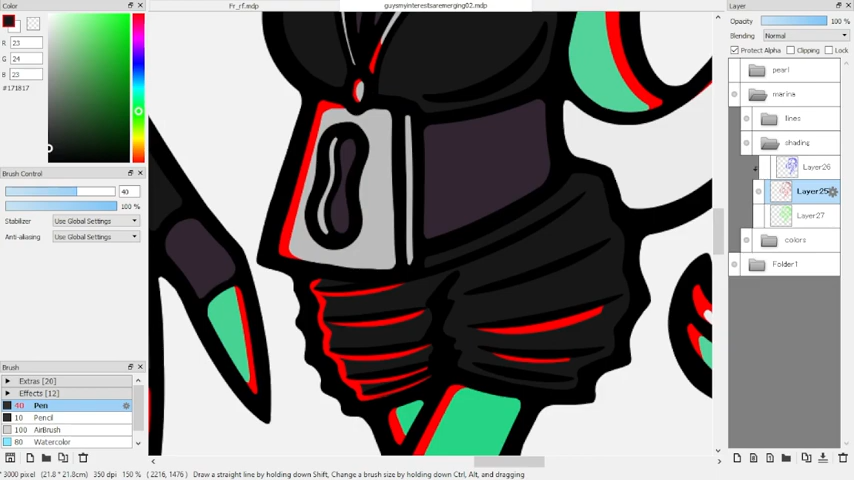 Color
Fr_rf.mdp
guysmyinterestsaremerging02.mdp
Layer
R 23
G 24
B 23
#171817
Opacity 100 %
Blending Normal
Protect Alpha Clipping Lock
pearl
marina
lines
shading
Layer26
Layer25
Layer27
colors
Folder1
Brush Control
40
100 %
Stabilizer Use Global Settings
Anti-aliasing Use Global Settings
Brush
Extras [20]
Effects [12]
40 Pen
10 Pencil
100 AirBrush
80 Watercolor
* 3000 pixel (21.8 * 21.8cm) 350 dpi 150 % (2216, 1476) Draw a straight line by holding down Shift, Change a brush size by holding down Ctrl, Alt, and dragging